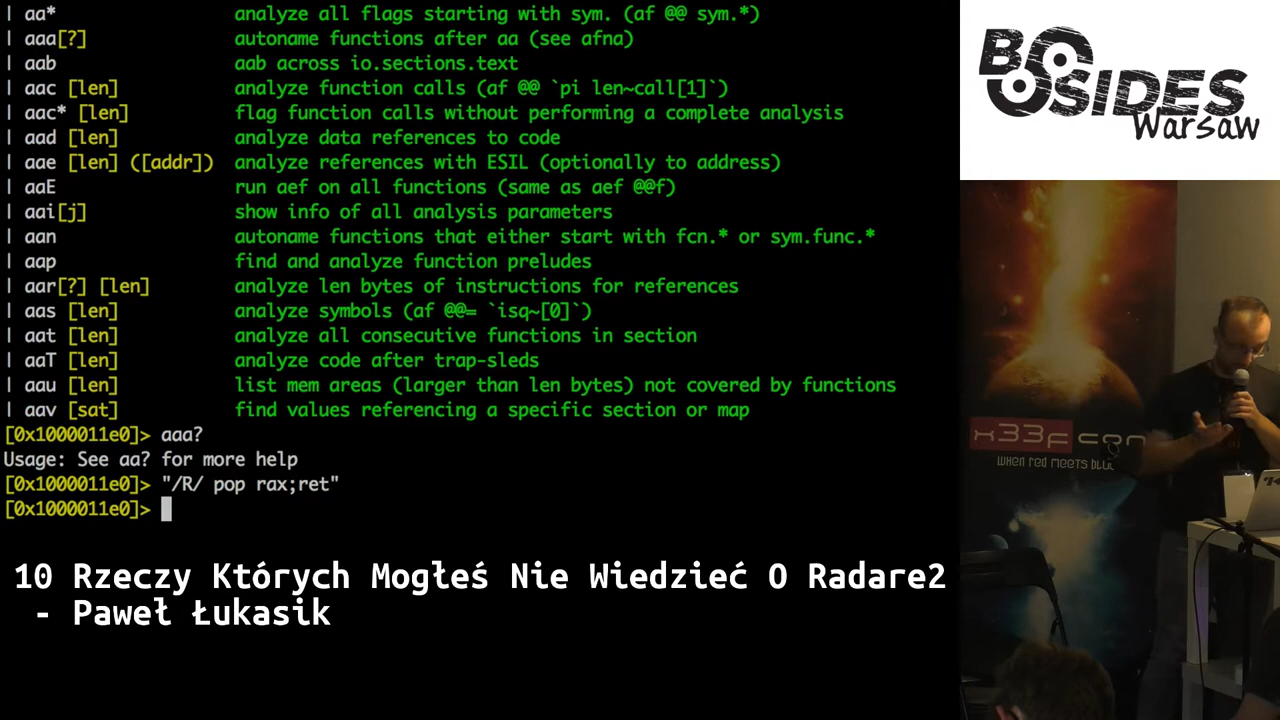 | aa* analyze all flags starting with sym. (af @@ sym.*)
| aaa[?] autoname functions after aa (see afna)
| aab aab across io.sections.text
| aac [len] analyze function calls (af @@ `pi len~call[1]`)
| aac* [len] flag function calls without performing a complete analysis
| aad [len] analyze data references to code
| aae [len] ([addr]) analyze references with ESIL (optionally to address)
| aaE run aef on all functions (same as aef @@f)
| aai[j] show info of all analysis parameters
| aan autoname functions that either start with fcn.* or sym.func.*
| aap find and analyze function preludes
| aar[?] [len] analyze len bytes of instructions for references
| aas [len] analyze symbols (af @@= `isq~[0]`)
| aat [len] analyze all consecutive functions in section
| aaT [len] analyze code after trap-sleds
| aau [len] list mem areas (larger than len bytes) not covered by functions
| aav [sat] find values referencing a specific section or map
[0x1000011e0]> aaa?
Usage: See aa? for more help
[0x1000011e0]> "/R/ pop rax;ret"
[0x1000011e0]>
10 Rzeczy Których Mogłeś Nie Wiedzieć O Radare2
- Paweł Łukasik
BSIDES
Warsaw
x33fcon
when red meets blue